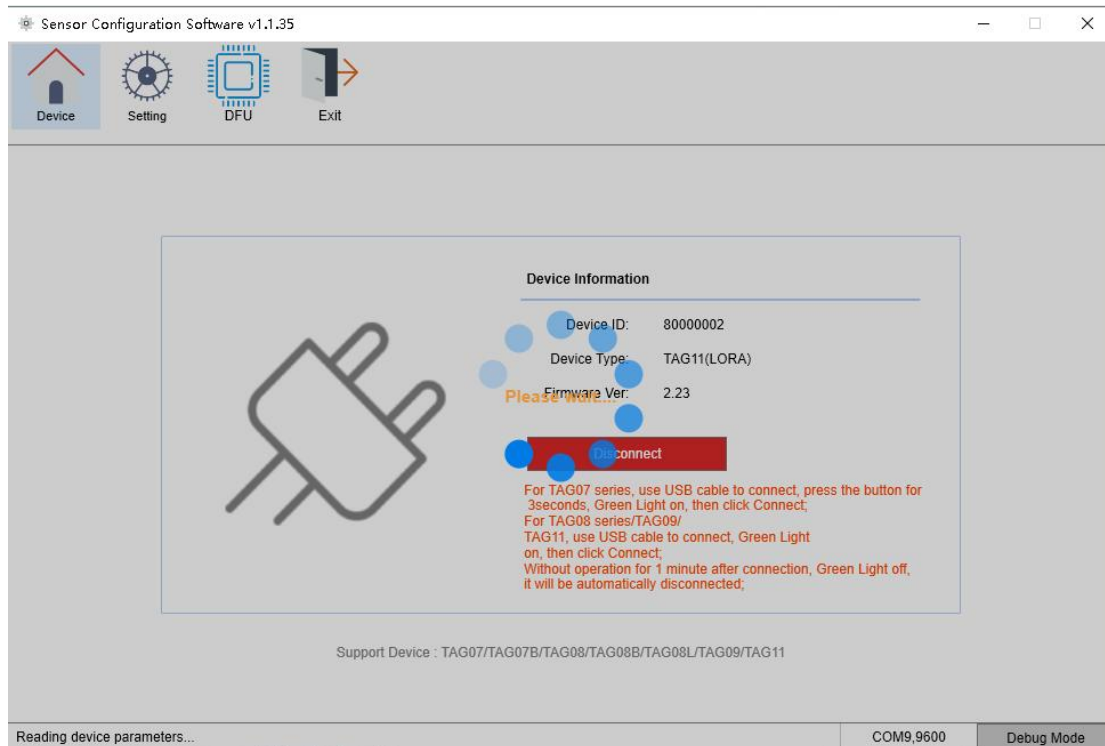 Sensor Configuration Software v1.1.35
Device
Setting
DFU
Exit
Device Information
Device ID: 80000002
Device Type: TAG11(LORA)
Firmware Ver: 2.23
Please wait....
Disconnect
For TAG07 series, use USB cable to connect, press the button for
3seconds, Green Light on, then click Connect;
For TAG08 series/TAG09/
TAG11, use USB cable to connect, Green Light
on, then click Connect;
Without operation for 1 minute after connection, Green Light off,
it will be automatically disconnected;
Support Device : TAG07/TAG07B/TAG08/TAG08B/TAG08L/TAG09/TAG11
Reading device parameters...
COM9,9600
Debug Mode